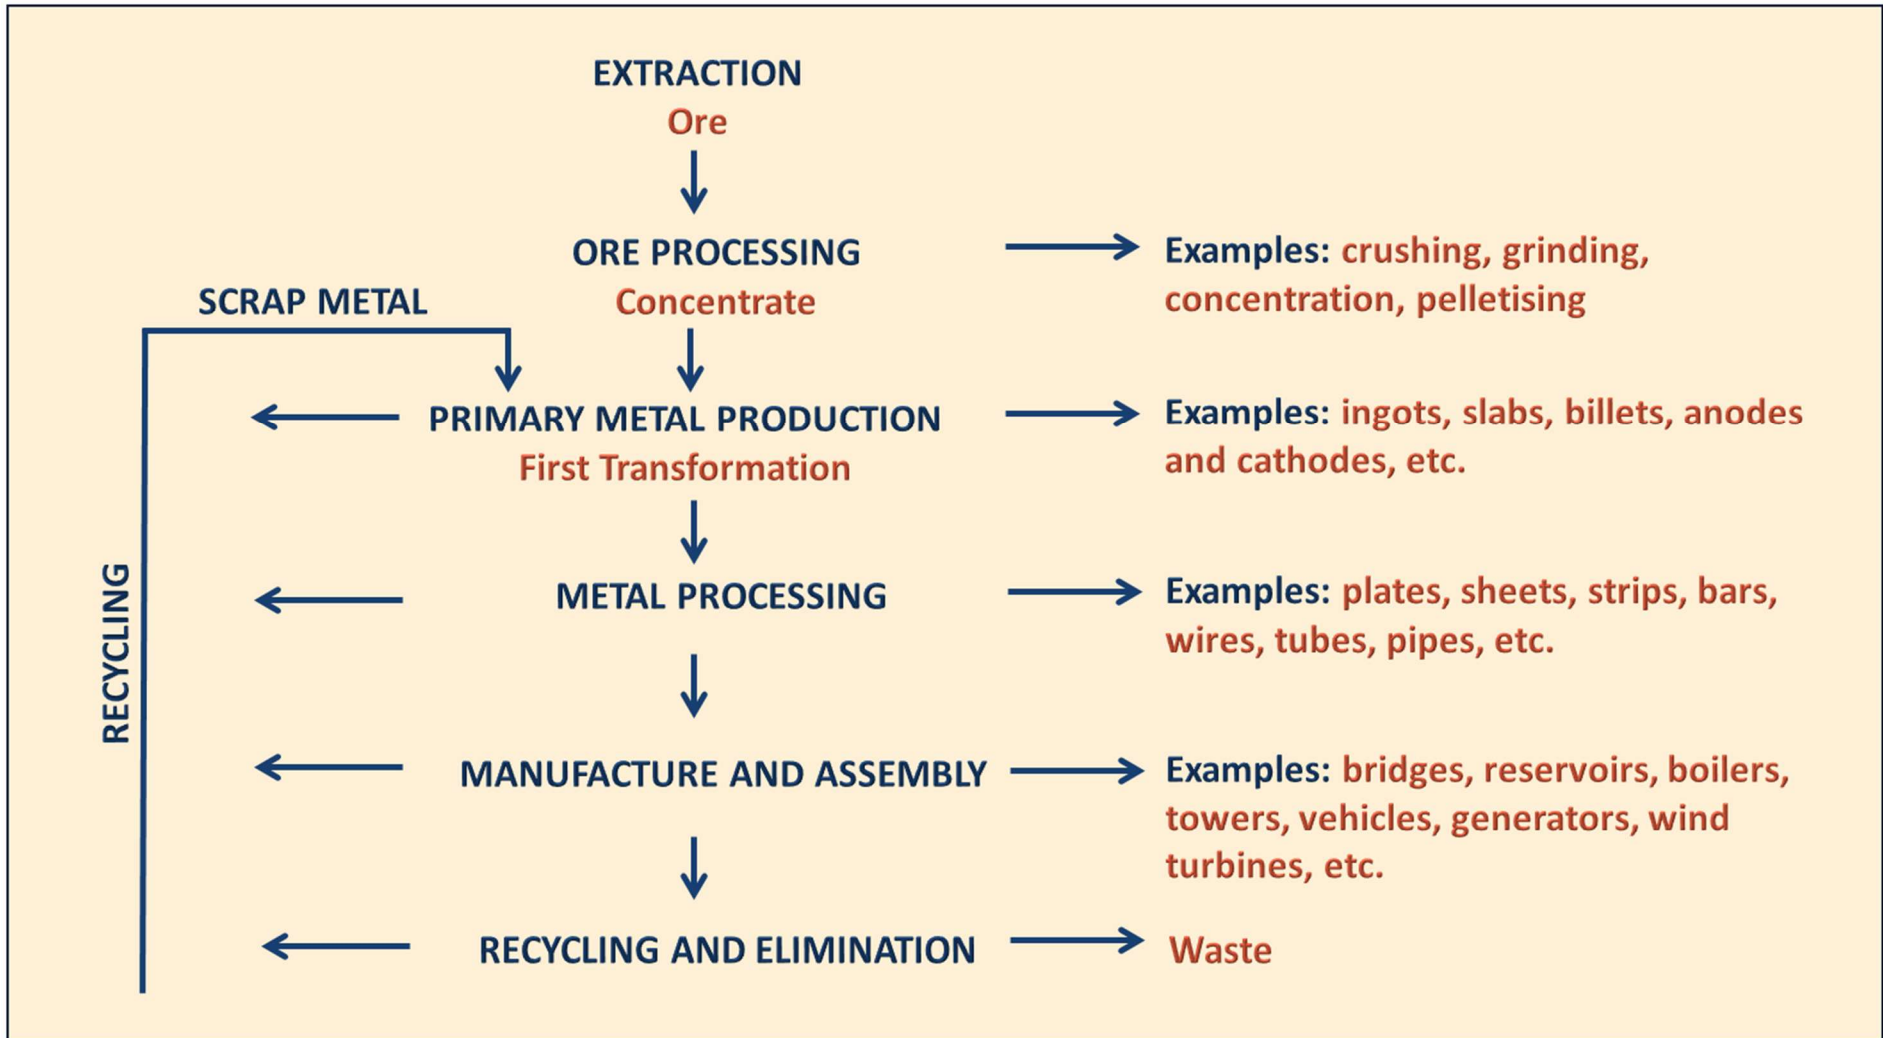 EXTRACTION
Ore
ORE PROCESSING
Concentrate
Examples: crushing, grinding,
concentration, pelletising
SCRAP METAL
PRIMARY METAL PRODUCTION
First Transformation
Examples: ingots, slabs, billets, anodes
and cathodes, etc.
RECYCLING
METAL PROCESSING
Examples: plates, sheets, strips, bars,
wires, tubes, pipes, etc.
MANUFACTURE AND ASSEMBLY
Examples: bridges, reservoirs, boilers,
towers, vehicles, generators, wind
turbines, etc.
RECYCLING AND ELIMINATION
Waste